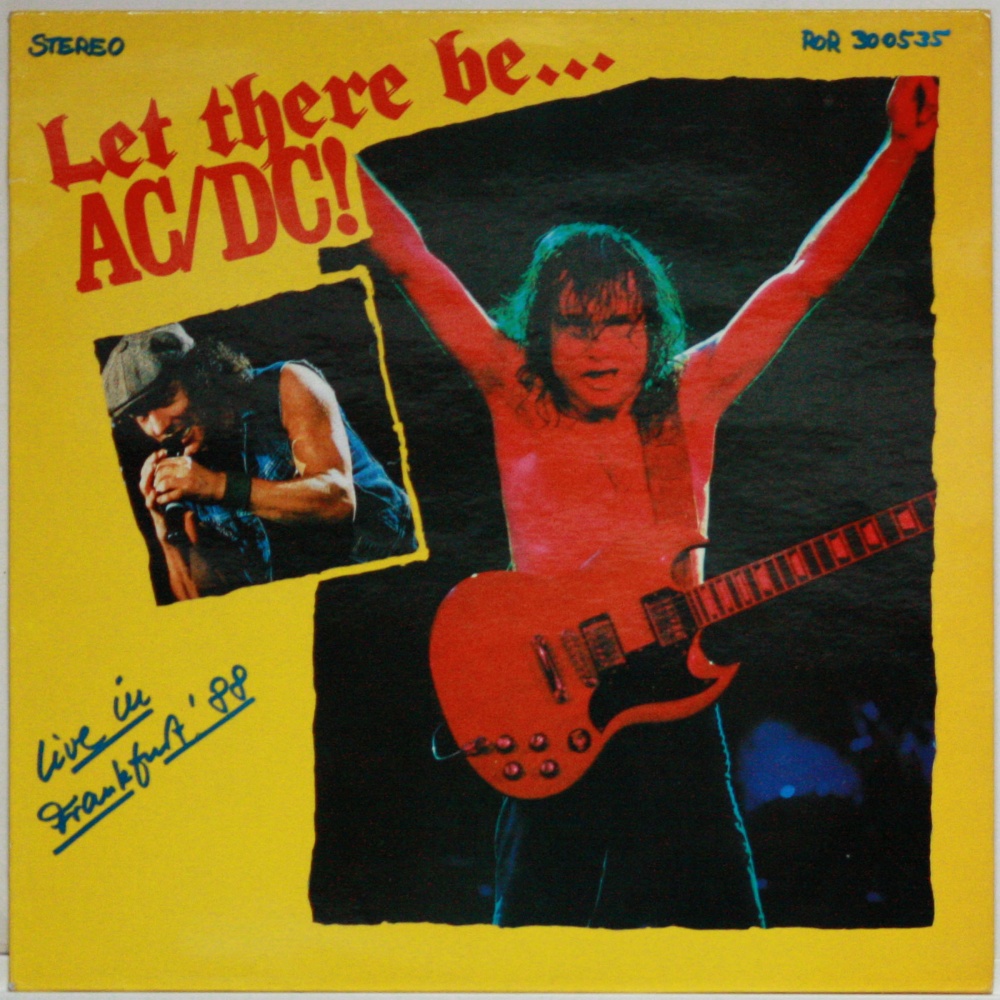 STEREO
ROR 300535
Let there be...
AC/DC!
live in
Frankfurt '88